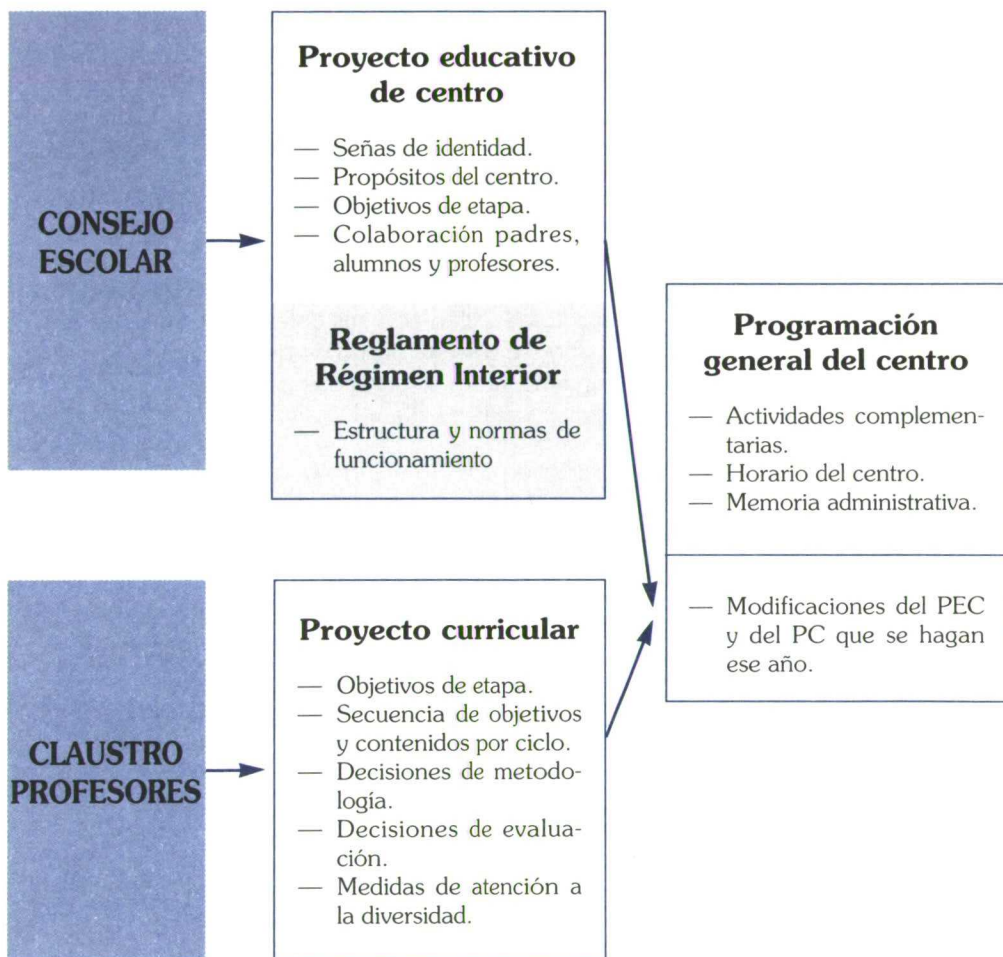 CONSEJO
ESCOLAR
Proyecto educativo
de centro
— Señas de identidad.
— Propósitos del centro.
— Objetivos de etapa.
— Colaboración padres,
alumnos y profesores.
Reglamento de
Régimen Interior
— Estructura y normas de
funcionamiento
Programación
general del centro
— Actividades complemen-
tarias.
— Horario del centro.
— Memoria administrativa.
— Modificaciones del PEC
y del PC que se hagan
ese año.
CLAUSTRO
PROFESORES
Proyecto curricular
— Objetivos de etapa.
— Secuencia de objetivos
y contenidos por ciclo.
— Decisiones de metodo-
logía.
— Decisiones de evalua-
ción.
— Medidas de atención a
la diversidad.